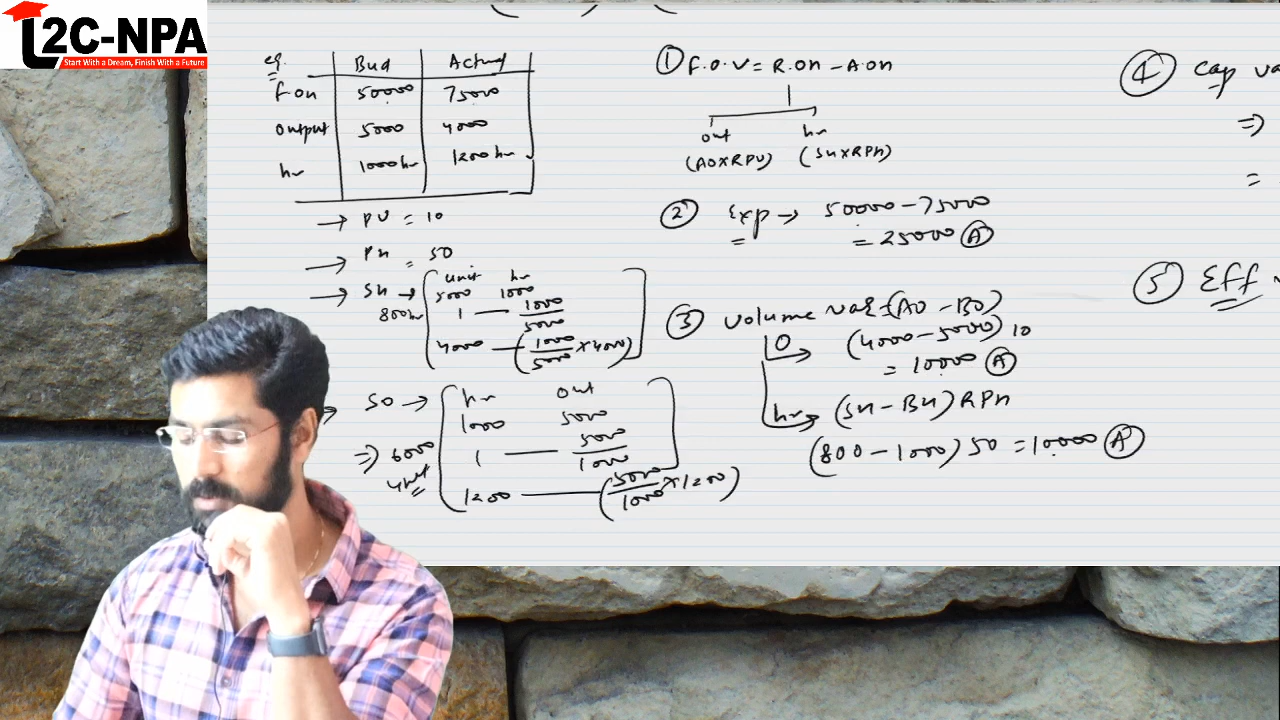 L2C-NPA
Start With a Dream, Finish With a Future
eg.
Bud Actual
F.OH 50000 75000
output 5000 4000
hr 1000hr 1200hr
→ PU = 10
→ PH = 50
→ SH → unit hr
800hr 5000 1000
1 — 1000/5000
4000 — (1000/5000 × 4000)
→ SO → hr out
1000 5000
⇒ 6000 unit 1 — 5000/1000
1200 — (5000/1000 × 1200)
① F.O.V = R.OH - A.OH
out hr
(AO×RPU) (SH×RPH)
② Exp → 50000 - 75000
= = 25000 Ⓐ
③ Volume var = (AO - BO)
O → (4000 - 5000) 10
= 10000 Ⓐ
hr → (SH - BH) RPH
(800 - 1000) 50 = 10000 Ⓐ
④ Cap va
⇒
=
⑤ Eff